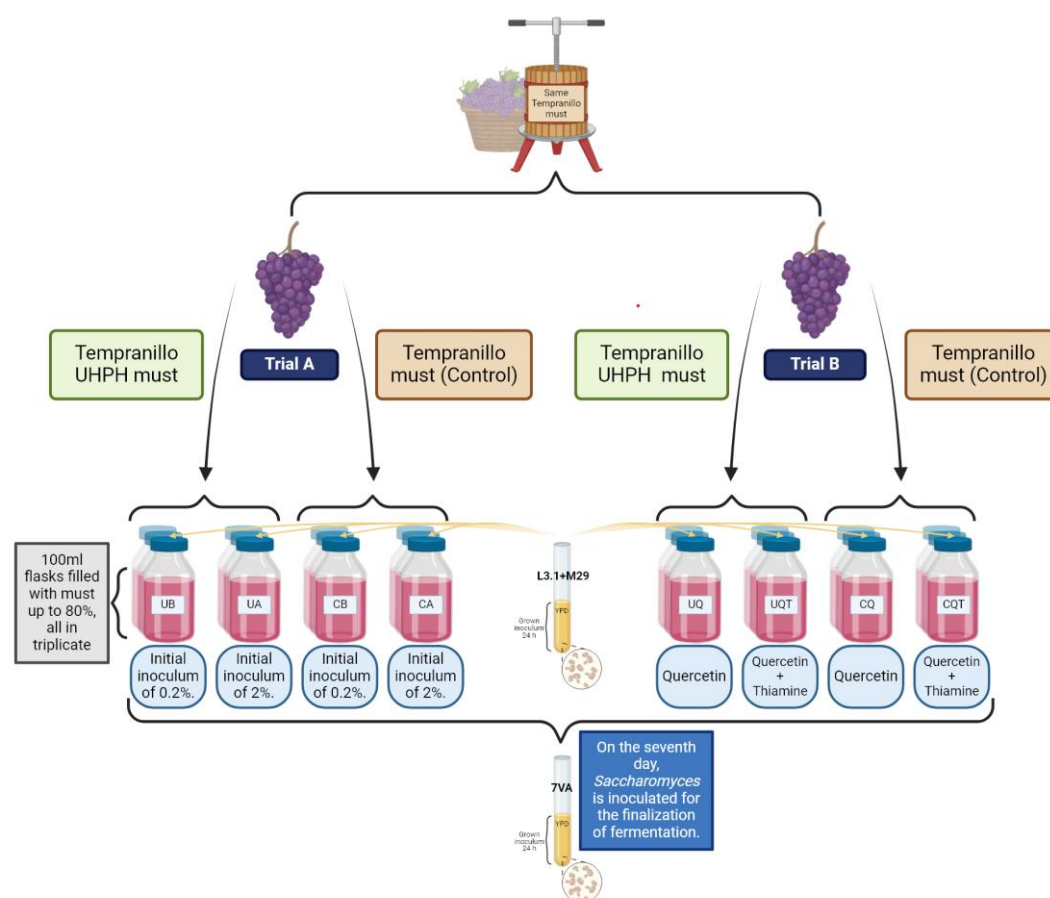 Same
Tempranillo
must
Tempranillo
UHPH must
Trial A
Tempranillo
must (Control)
Tempranillo
UHPH must
Trial B
Tempranillo
must (Control)
100ml
flasks filled
with must
up to 80%,
all in
triplicate
UB
UA
CB
CA
L3.1+M29
YPD
Grown
inoculum
24 h
UQ
UQT
CQ
CQT
Initial
inoculum
of 0.2%.
Initial
inoculum
of 2%.
Initial
inoculum
of 0.2%.
Initial
inoculum
of 2%.
Quercetin
Quercetin
+
Thiamine
Quercetin
Quercetin
+
Thiamine
7VA
YPD
Grown
inoculum
24 h
On the seventh
day,
Saccharomyces
is inoculated for
the finalization
of fermentation.